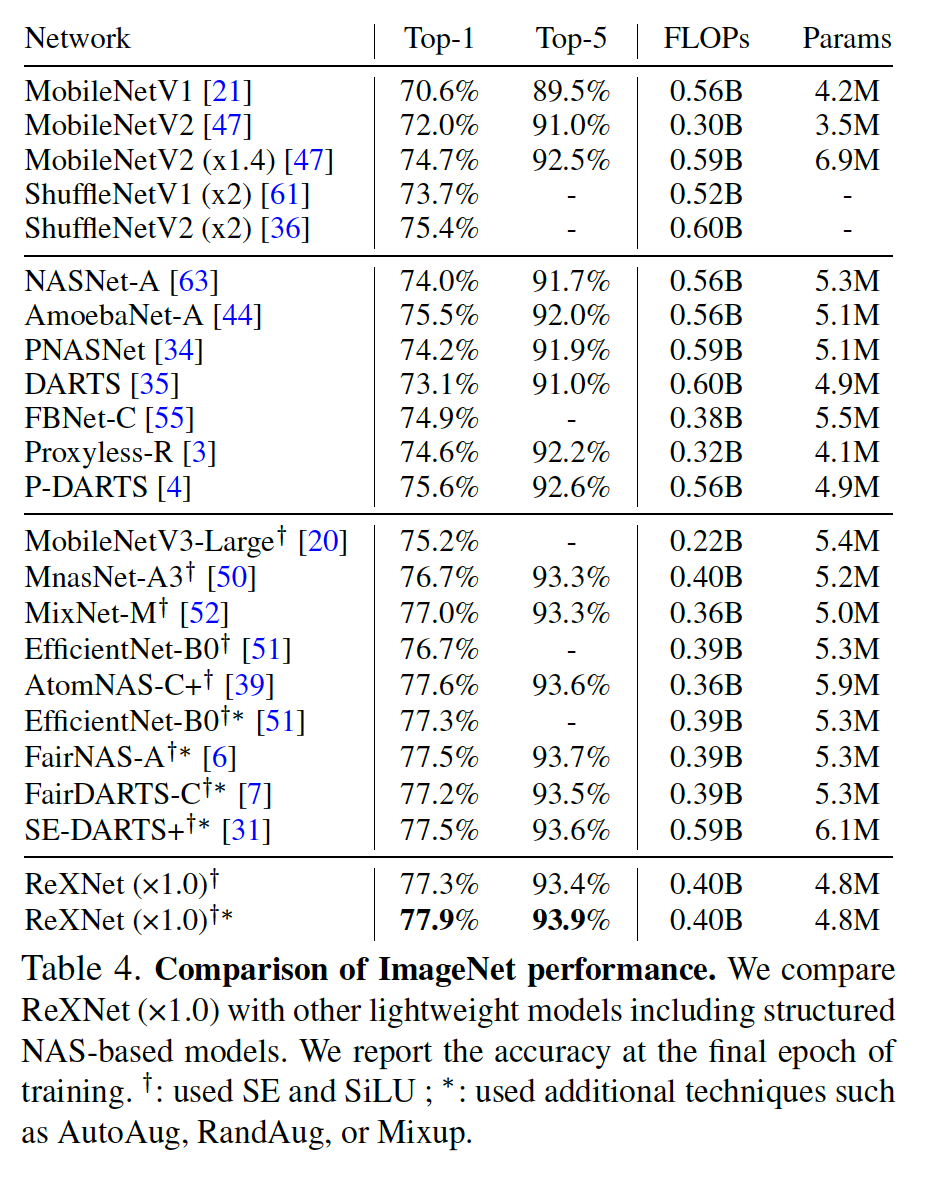 Network Top-1 Top-5 FLOPs Params
MobileNetV1 [21] 70.6% 89.5% 0.56B 4.2M
MobileNetV2 [47] 72.0% 91.0% 0.30B 3.5M
MobileNetV2 (x1.4) [47] 74.7% 92.5% 0.59B 6.9M
ShuffleNetV1 (x2) [61] 73.7% - 0.52B -
ShuffleNetV2 (x2) [36] 75.4% - 0.60B -
NASNet-A [63] 74.0% 91.7% 0.56B 5.3M
AmoebaNet-A [44] 75.5% 92.0% 0.56B 5.1M
PNASNet [34] 74.2% 91.9% 0.59B 5.1M
DARTS [35] 73.1% 91.0% 0.60B 4.9M
FBNet-C [55] 74.9% - 0.38B 5.5M
Proxyless-R [3] 74.6% 92.2% 0.32B 4.1M
P-DARTS [4] 75.6% 92.6% 0.56B 4.9M
MobileNetV3-Large† [20] 75.2% - 0.22B 5.4M
MnasNet-A3† [50] 76.7% 93.3% 0.40B 5.2M
MixNet-M† [52] 77.0% 93.3% 0.36B 5.0M
EfficientNet-B0† [51] 76.7% - 0.39B 5.3M
AtomNAS-C+† [39] 77.6% 93.6% 0.36B 5.9M
EfficientNet-B0†* [51] 77.3% - 0.39B 5.3M
FairNAS-A†* [6] 77.5% 93.7% 0.39B 5.3M
FairDARTS-C†* [7] 77.2% 93.5% 0.39B 5.3M
SE-DARTS+†* [31] 77.5% 93.6% 0.59B 6.1M
ReXNet (×1.0)† 77.3% 93.4% 0.40B 4.8M
ReXNet (×1.0)†* 77.9% 93.9% 0.40B 4.8M
Table 4. Comparison of ImageNet performance. We compare
ReXNet (×1.0) with other lightweight models including structured
NAS-based models. We report the accuracy at the final epoch of
training. †: used SE and SiLU ; *: used additional techniques such
as AutoAug, RandAug, or Mixup.